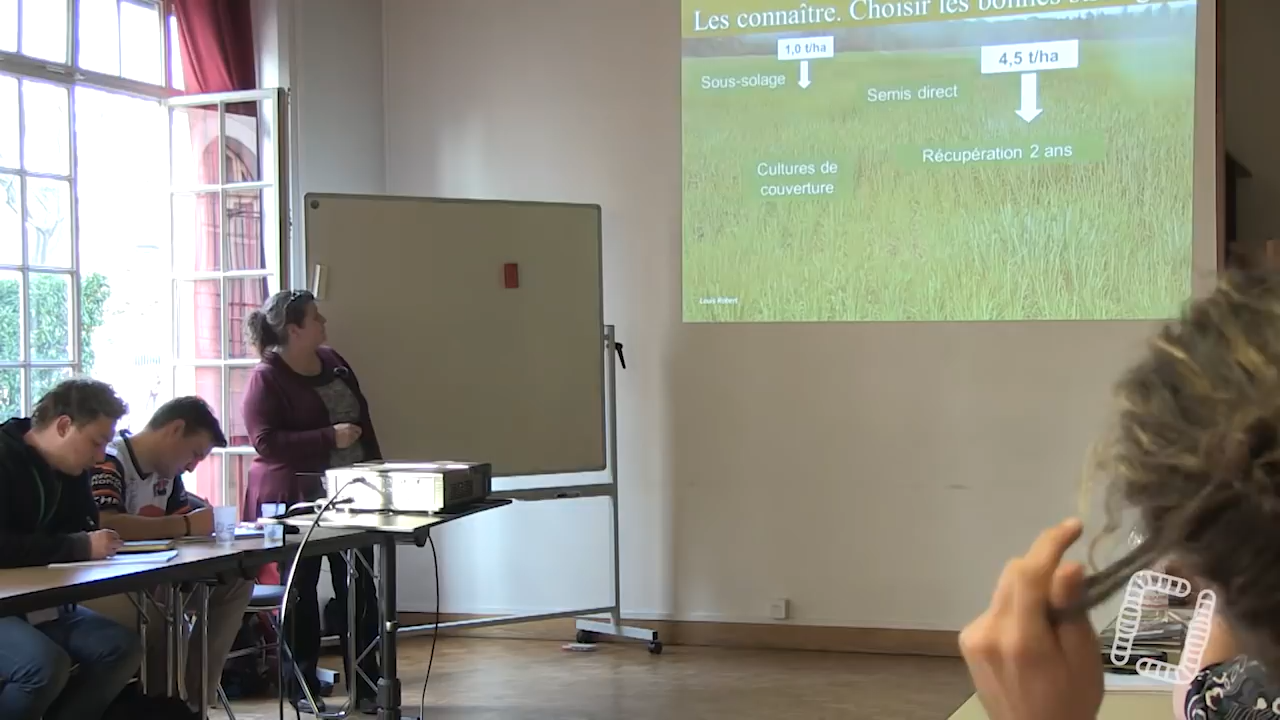 Les connaître. Choisir les bonnes
1,0 t/ha
4,5 t/ha
Sous-solage
Semis direct
Récupération 2 ans
Cultures de
couverture
Louis Robert